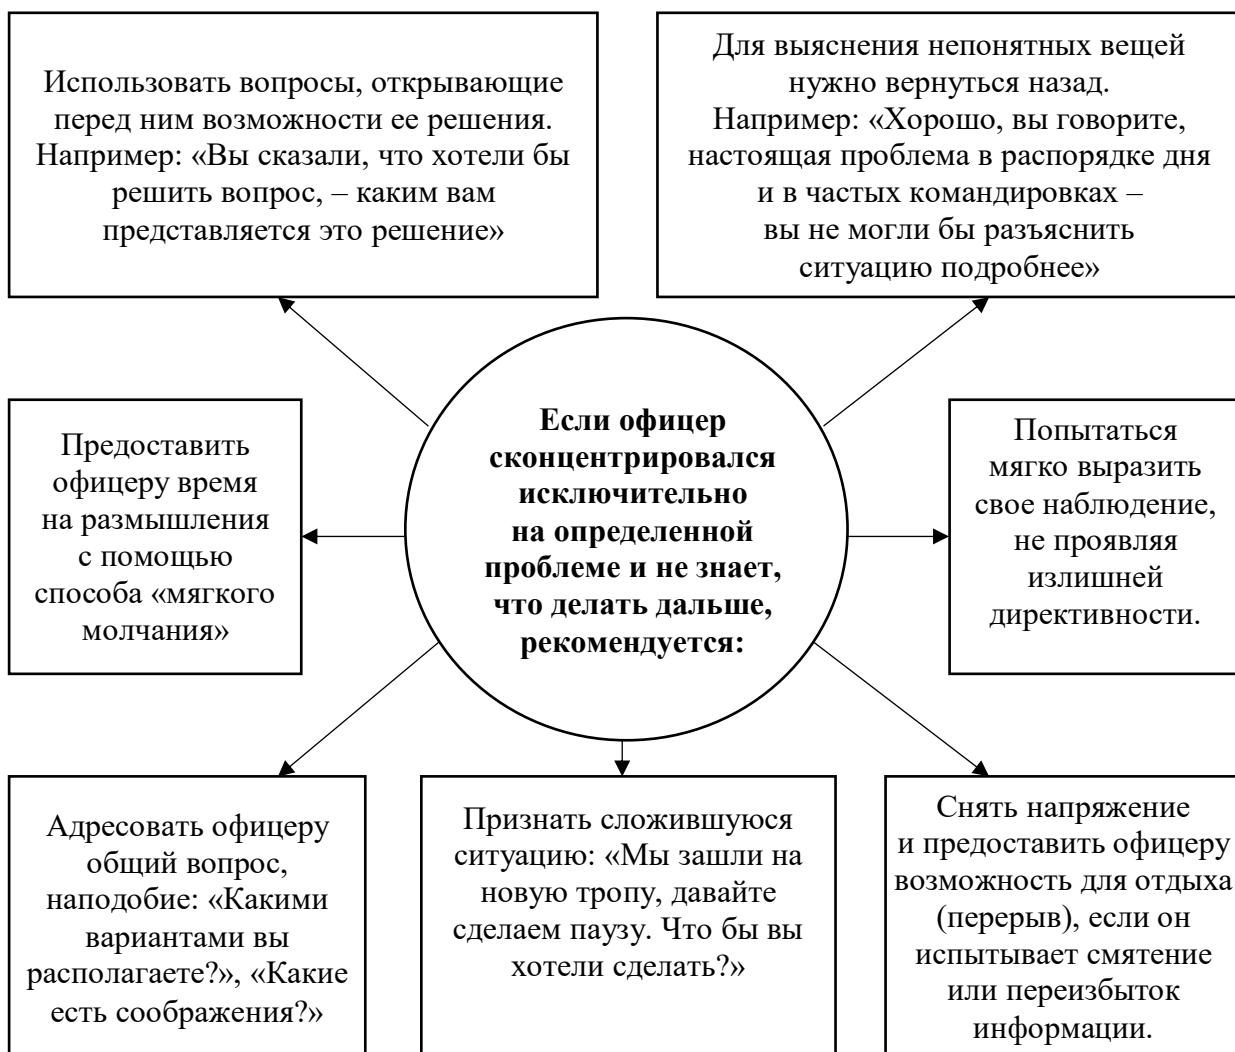 Использовать вопросы, открывающие
перед ним возможности ее решения.
Например: «Вы сказали, что хотели бы
решить вопрос, – каким вам
представляется это решение»
Для выяснения непонятных вещей
нужно вернуться назад.
Например: «Хорошо, вы говорите,
настоящая проблема в распорядке дня
и в частых командировках –
вы не могли бы разъяснить
ситуацию подробнее»
Предоставить
офицеру время
на размышления
с помощью
способа «мягкого
молчания»
Если офицер
сконцентрировался
исключительно
на определенной
проблеме и не знает,
что делать дальше,
рекомендуется:
Попытаться
мягко выразить
свое наблюдение,
не проявляя
излишней
директивности.
Адресовать офицеру
общий вопрос,
наподобие: «Какими
вариантами вы
располагаете?», «Какие
есть соображения?»
Признать сложившуюся
ситуацию: «Мы зашли на
новую тропу, давайте
сделаем паузу. Что бы вы
хотели сделать?»
Снять напряжение
и предоставить офицеру
возможность для отдыха
(перерыв), если он
испытывает смятение
или переизбыток
информации.